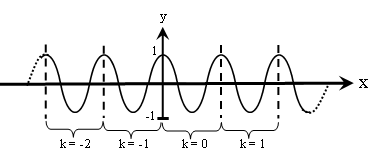 y
1
X
-1
k = -2 k = -1 k = 0 k = 1